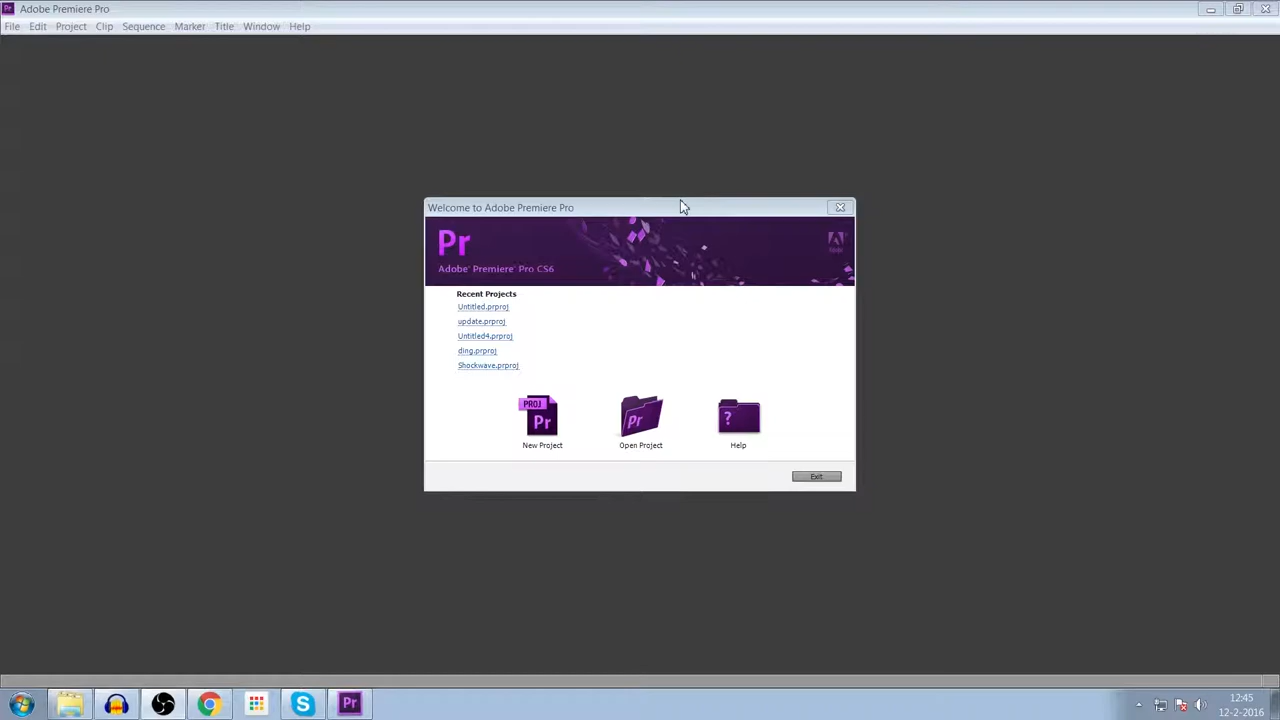 Adobe Premiere Pro
File Edit Project Clip Sequence Marker Title Window Help
Welcome to Adobe Premiere Pro
Pr
Adobe® Premiere® Pro CS6
Recent Projects
Untitled.prproj
update.prproj
Untitled4.prproj
ding.prproj
Shockwave.prproj
PROJ
Pr
Pr
?
New Project Open Project Help
Exit
Pr
12:45
12-2-2016